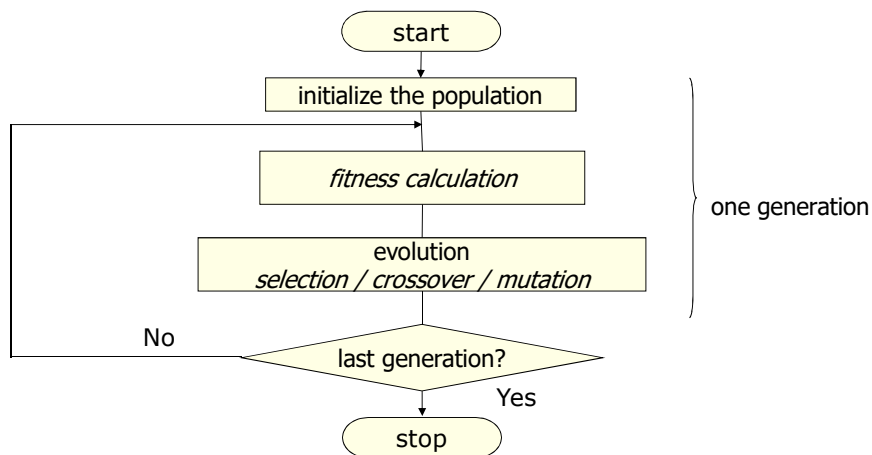 start
initialize the population
fitness calculation
one generation
evolution
selection / crossover / mutation
No
last generation?
Yes
stop